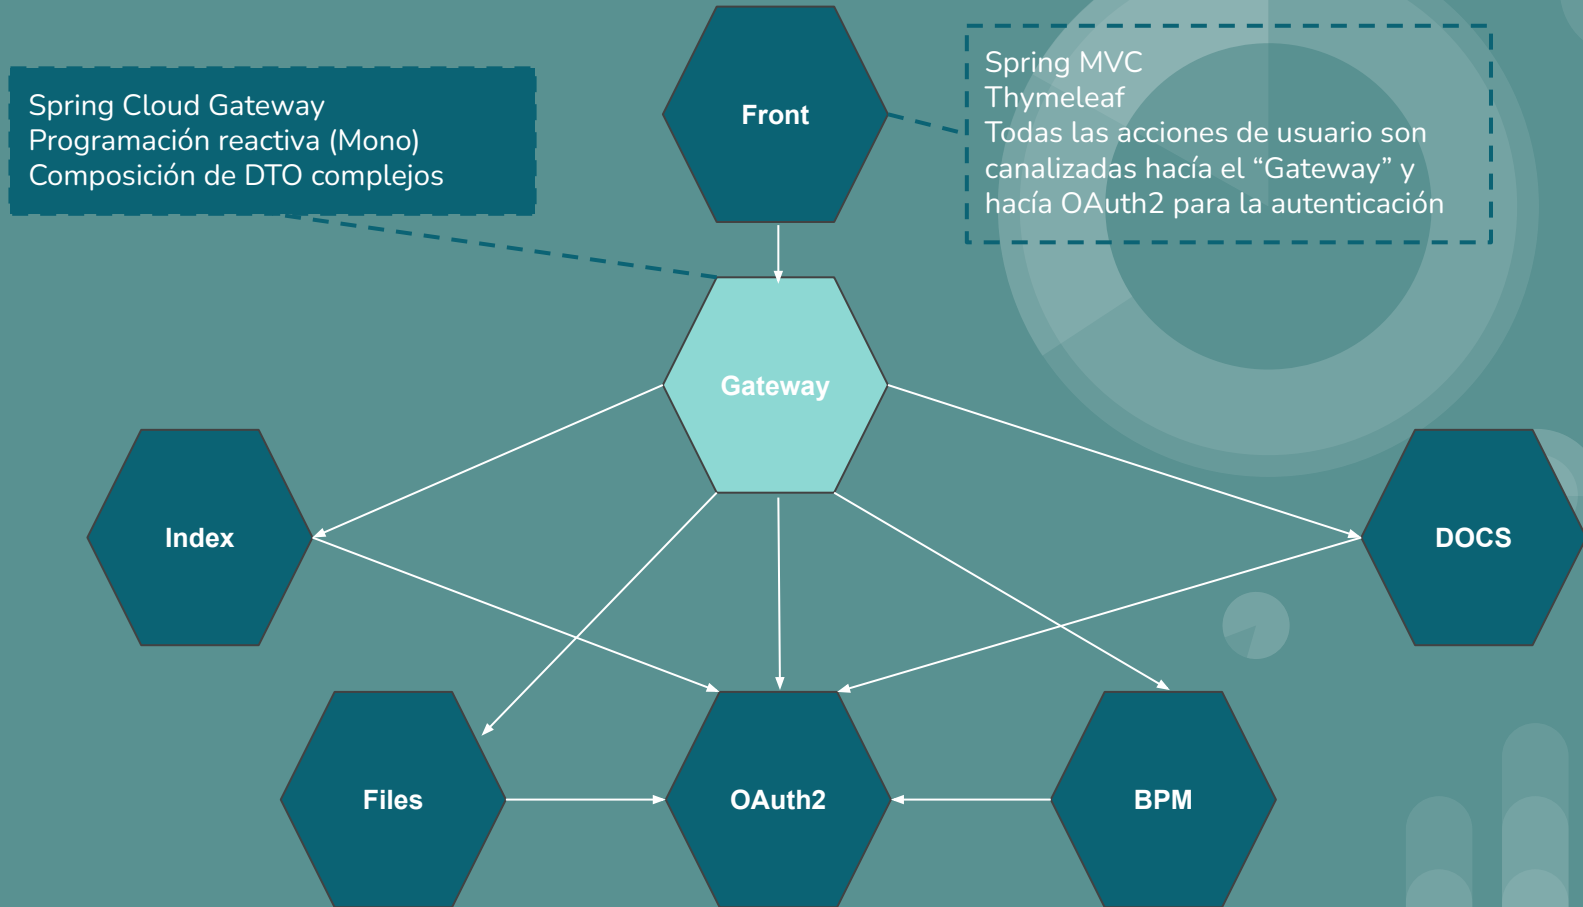 Front
Spring MVC
Thymeleaf
Todas las acciones de usuario son
canalizadas hacía el “Gateway” y
hacía OAuth2 para la autenticación
Spring Cloud Gateway
Programación reactiva (Mono)
Composición de DTO complejos
Gateway
Index
DOCS
Files
OAuth2
BPM